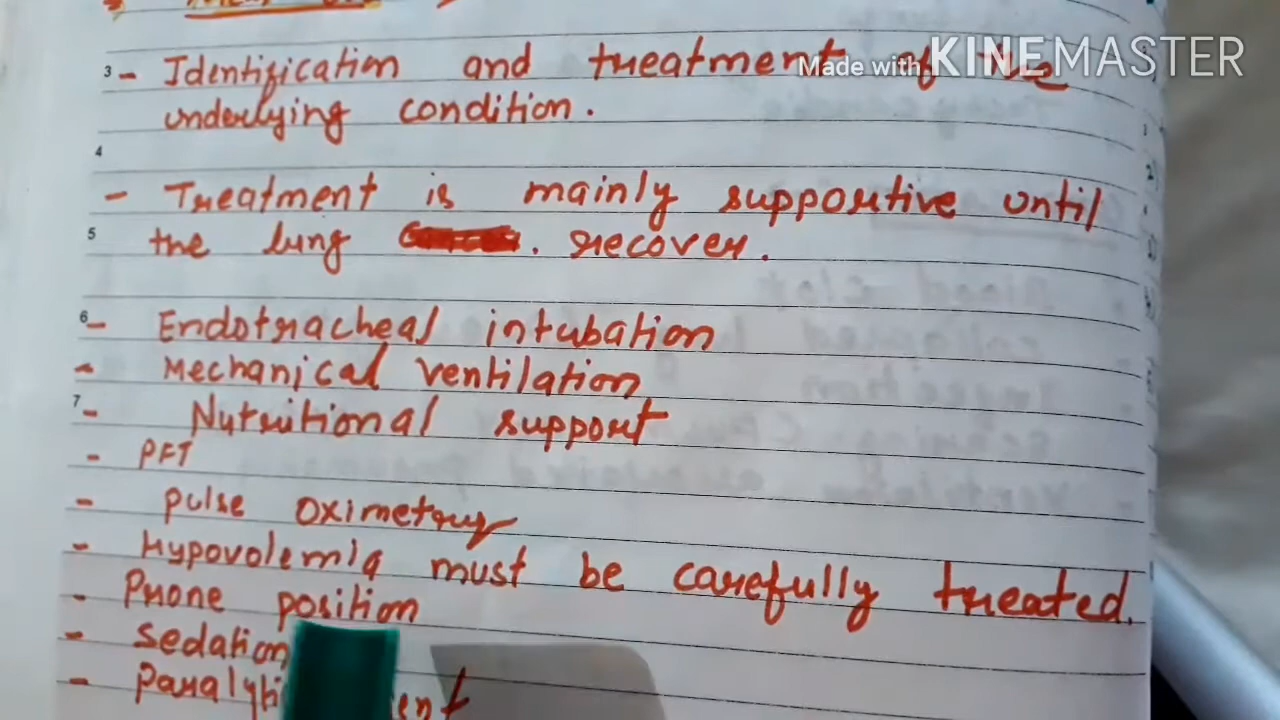 Made with KINEMASTER
3 - Identification and treatment of the
underlying condition.
4
- Treatment is mainly supportive until
5 the lung . recover.
6 - Endotracheal intubation
- Mechanical ventilation
7 - Nutritional support
- PFT
- pulse oximetry
- Hypovolemia must be carefully treated.
- Prone position
- sedation